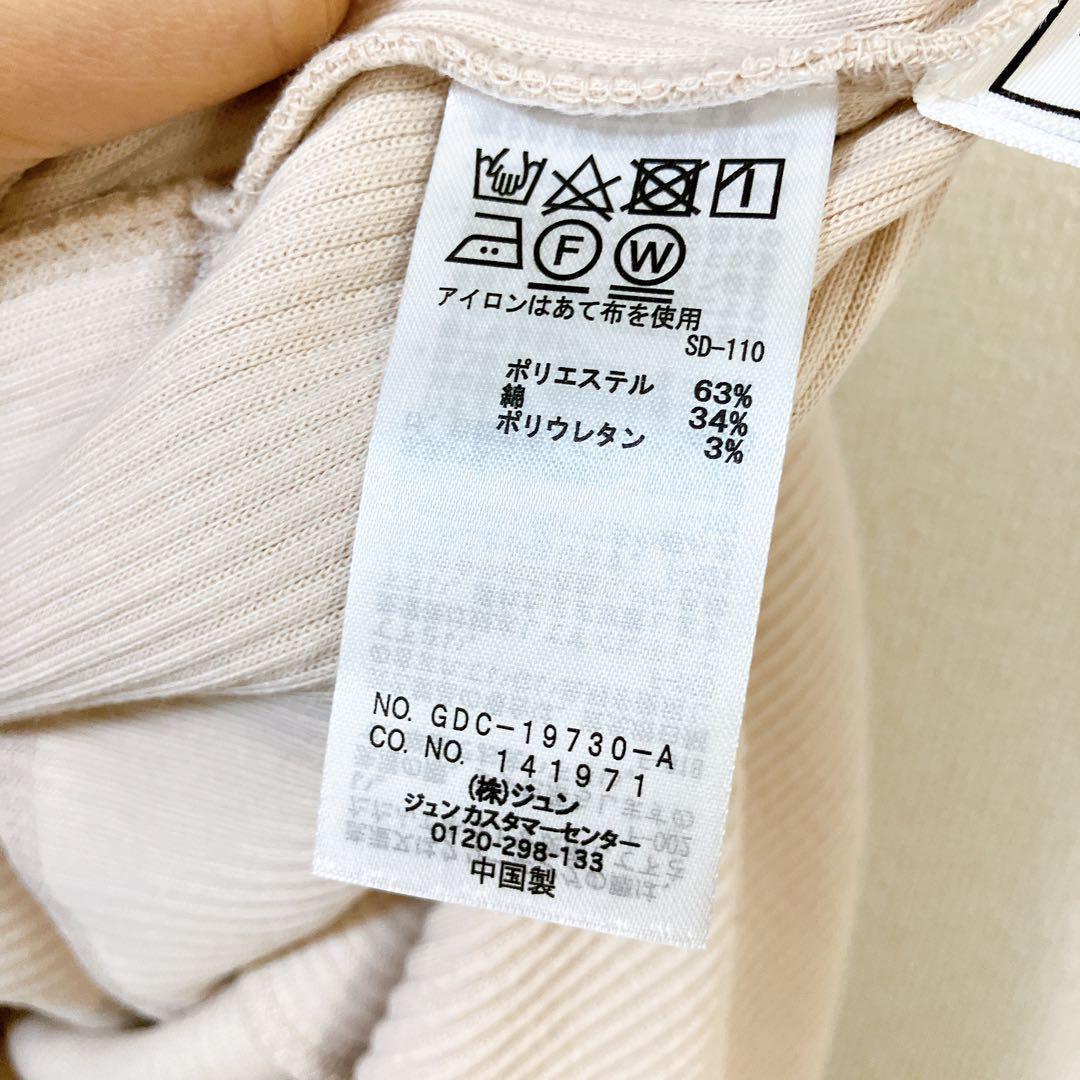 F W
アイロンはあて布を使用
SD-110
ポリエステル 63%
綿 34%
ポリウレタン 3%
NO. GDC-19730-A
CO. NO. 141971
(株)ジュン
ジュンカスタマーセンター
0120-298-133
中国製